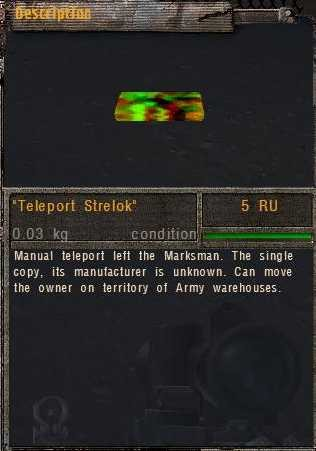 Description
"Teleport Strelok"
5 RU
0.03 kg
condition
Manual teleport left the Marksman. The single
copy, its manufacturer is unknown. Can move
the owner on territory of Army warehouses.